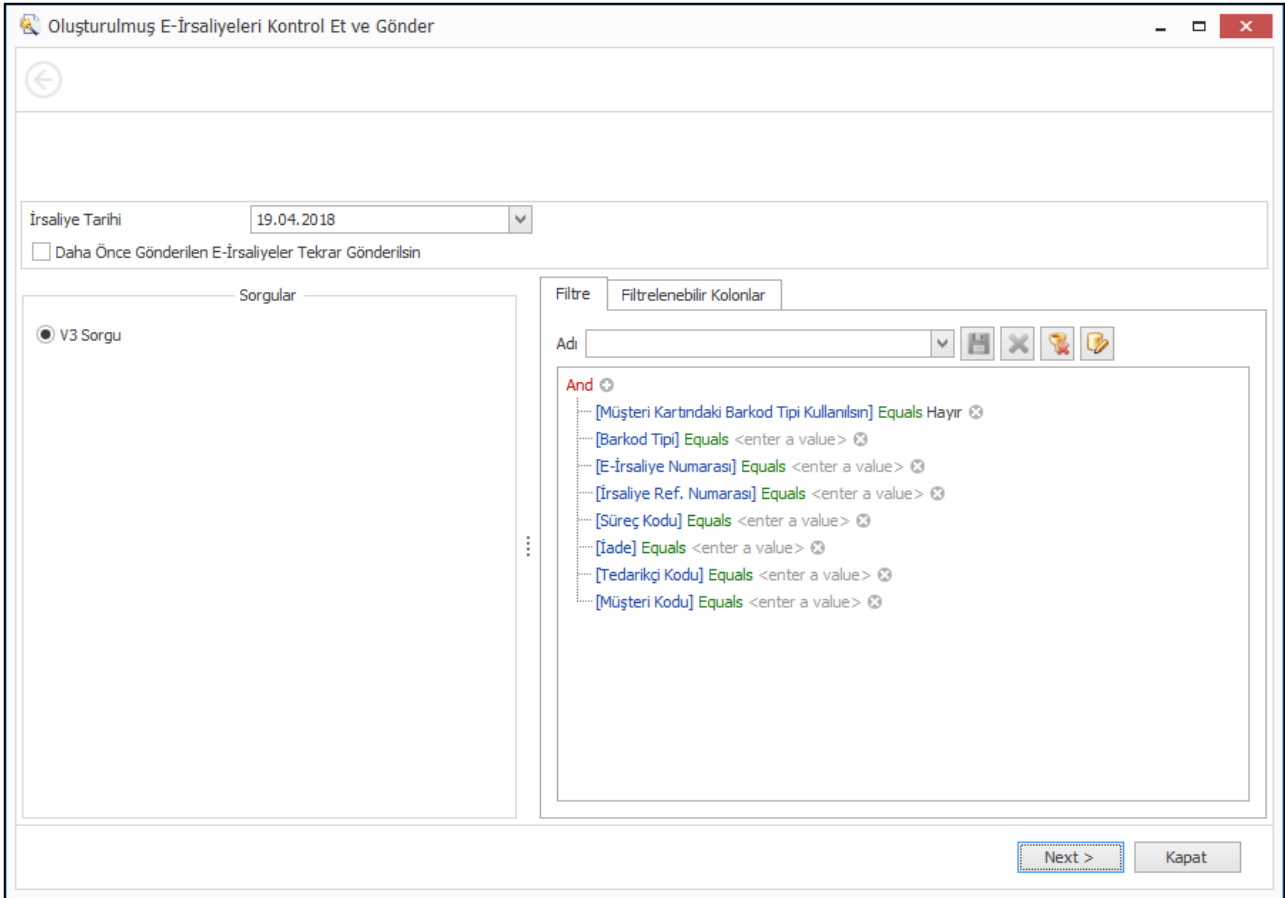 Oluşturulmuş E-İrsaliyeleri Kontrol Et ve Gönder
İrsaliye Tarihi 19.04.2018
Daha Önce Gönderilen E-İrsaliyeler Tekrar Gönderilsin
Sorgular
V3 Sorgu
Filtre Filtrelenebilir Kolonlar
Adı
And
[Müşteri Kartındaki Barkod Tipi Kullanılsın] Equals Hayır
[Barkod Tipi] Equals <enter a value>
[E-İrsaliye Numarası] Equals <enter a value>
[İrsaliye Ref. Numarası] Equals <enter a value>
[Süreç Kodu] Equals <enter a value>
[İade] Equals <enter a value>
[Tedarikçi Kodu] Equals <enter a value>
[Müşteri Kodu] Equals <enter a value>
Next > Kapat